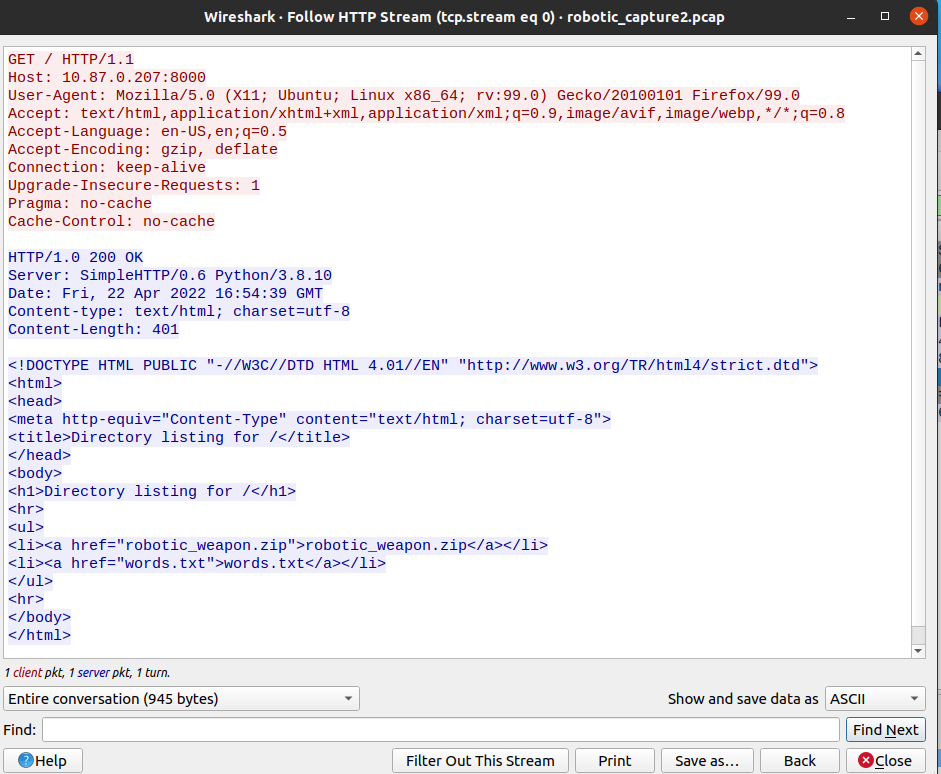 Wireshark · Follow HTTP Stream (tcp.stream eq 0) · robotic_capture2.pcap
GET / HTTP/1.1
Host: 10.87.0.207:8000
User-Agent: Mozilla/5.0 (X11; Ubuntu; Linux x86_64; rv:99.0) Gecko/20100101 Firefox/99.0
Accept: text/html,application/xhtml+xml,application/xml;q=0.9,image/avif,image/webp,*/*;q=0.8
Accept-Language: en-US,en;q=0.5
Accept-Encoding: gzip, deflate
Connection: keep-alive
Upgrade-Insecure-Requests: 1
Pragma: no-cache
Cache-Control: no-cache
HTTP/1.0 200 OK
Server: SimpleHTTP/0.6 Python/3.8.10
Date: Fri, 22 Apr 2022 16:54:39 GMT
Content-type: text/html; charset=utf-8
Content-Length: 401
<!DOCTYPE HTML PUBLIC "-//W3C//DTD HTML 4.01//EN" "http://www.w3.org/TR/html4/strict.dtd">
<html>
<head>
<meta http-equiv="Content-Type" content="text/html; charset=utf-8">
<title>Directory listing for /</title>
</head>
<body>
<h1>Directory listing for /</h1>
<hr>
<ul>
<li><a href="robotic_weapon.zip">robotic_weapon.zip</a></li>
<li><a href="words.txt">words.txt</a></li>
</ul>
<hr>
</body>
</html>
1 client pkt, 1 server pkt, 1 turn.
Entire conversation (945 bytes) Show and save data as ASCII
Find: Find Next
Help Filter Out This Stream Print Save as… Back Close